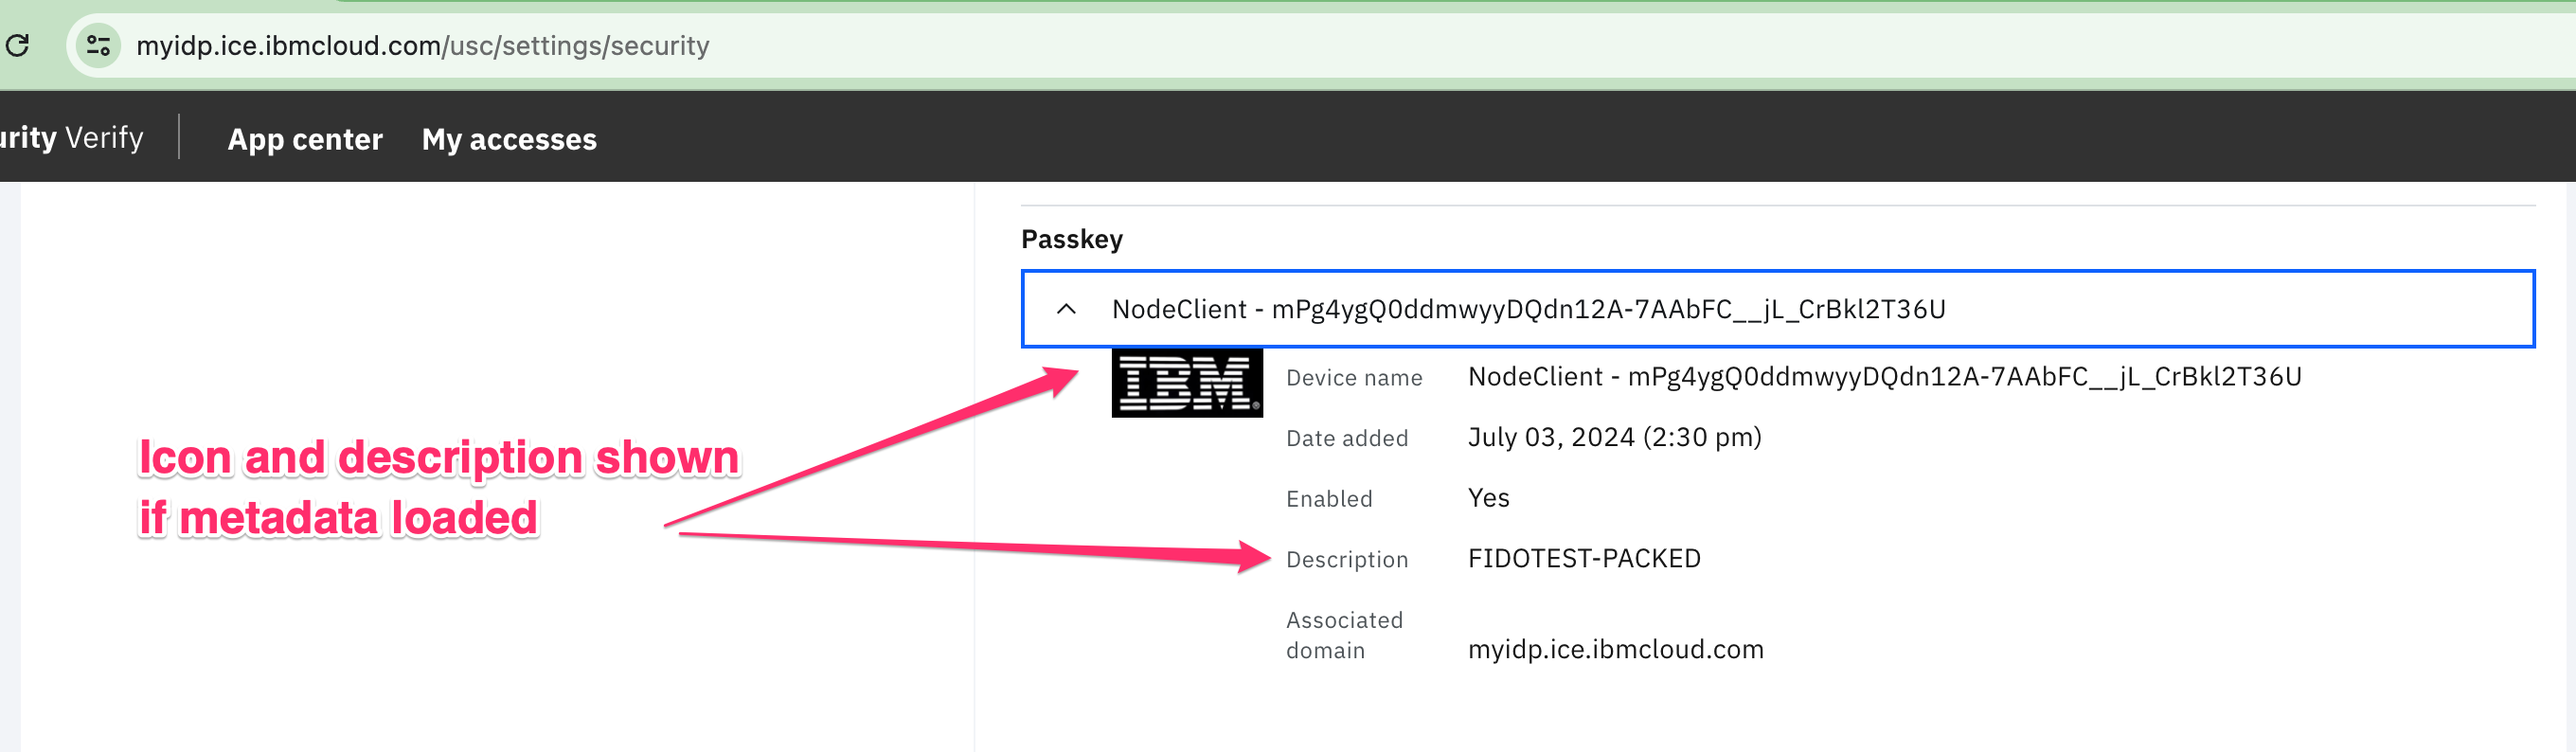 myidp.ice.ibmcloud.com/usc/settings/security
urity Verify
App center
My accesses
Passkey
NodeClient - mPg4ygQ0ddmwyyDQdn12A-7AAbFC__jL_CrBkl2T36U
IBM®
Device name NodeClient - mPg4ygQ0ddmwyyDQdn12A-7AAbFC__jL_CrBkl2T36U
Date added July 03, 2024 (2:30 pm)
Enabled Yes
Description FIDOTEST-PACKED
Associated
domain myidp.ice.ibmcloud.com
Icon and description shown
if metadata loaded